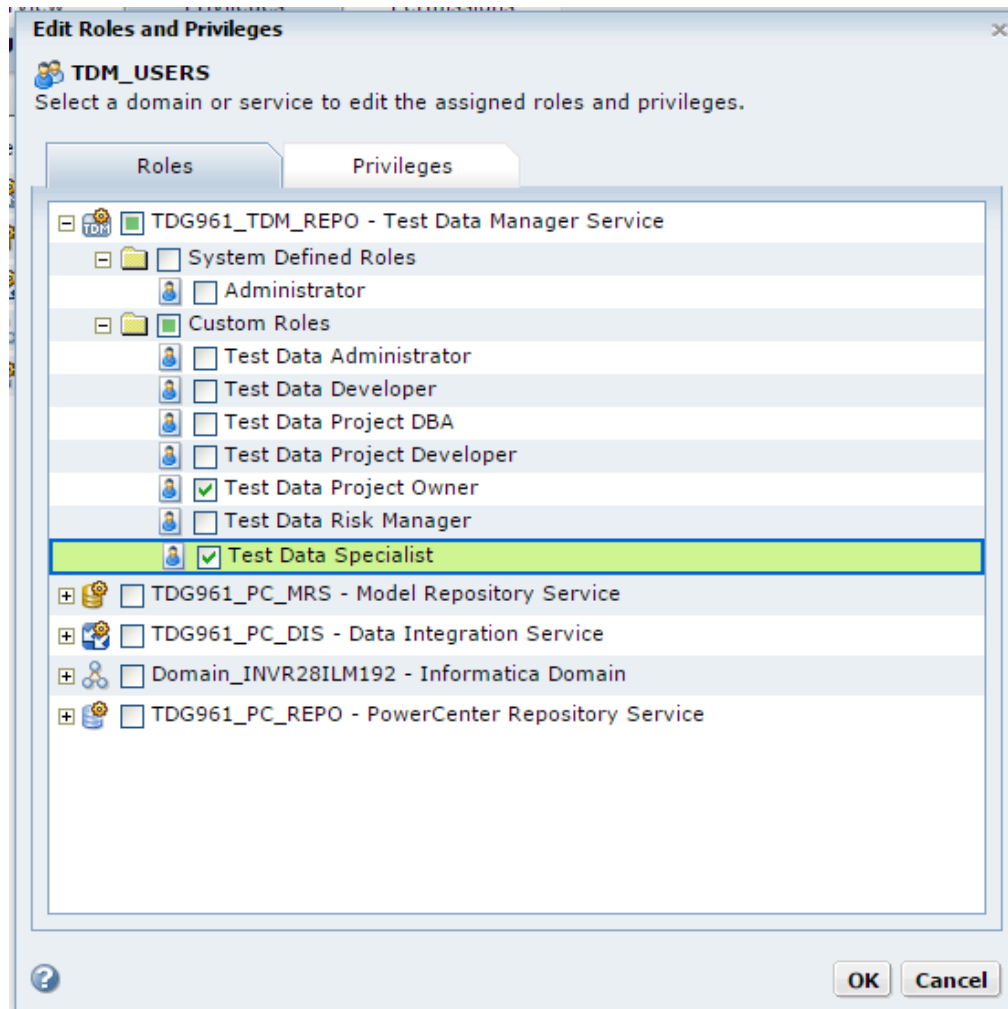 Edit Roles and Privileges
TDM_USERS
Select a domain or service to edit the assigned roles and privileges.
Roles Privileges
TDG961_TDM_REPO - Test Data Manager Service
System Defined Roles
Administrator
Custom Roles
Test Data Administrator
Test Data Developer
Test Data Project DBA
Test Data Project Developer
Test Data Project Owner
Test Data Risk Manager
Test Data Specialist
TDG961_PC_MRS - Model Repository Service
TDG961_PC_DIS - Data Integration Service
Domain_INVR28ILM192 - Informatica Domain
TDG961_PC_REPO - PowerCenter Repository Service
OK Cancel